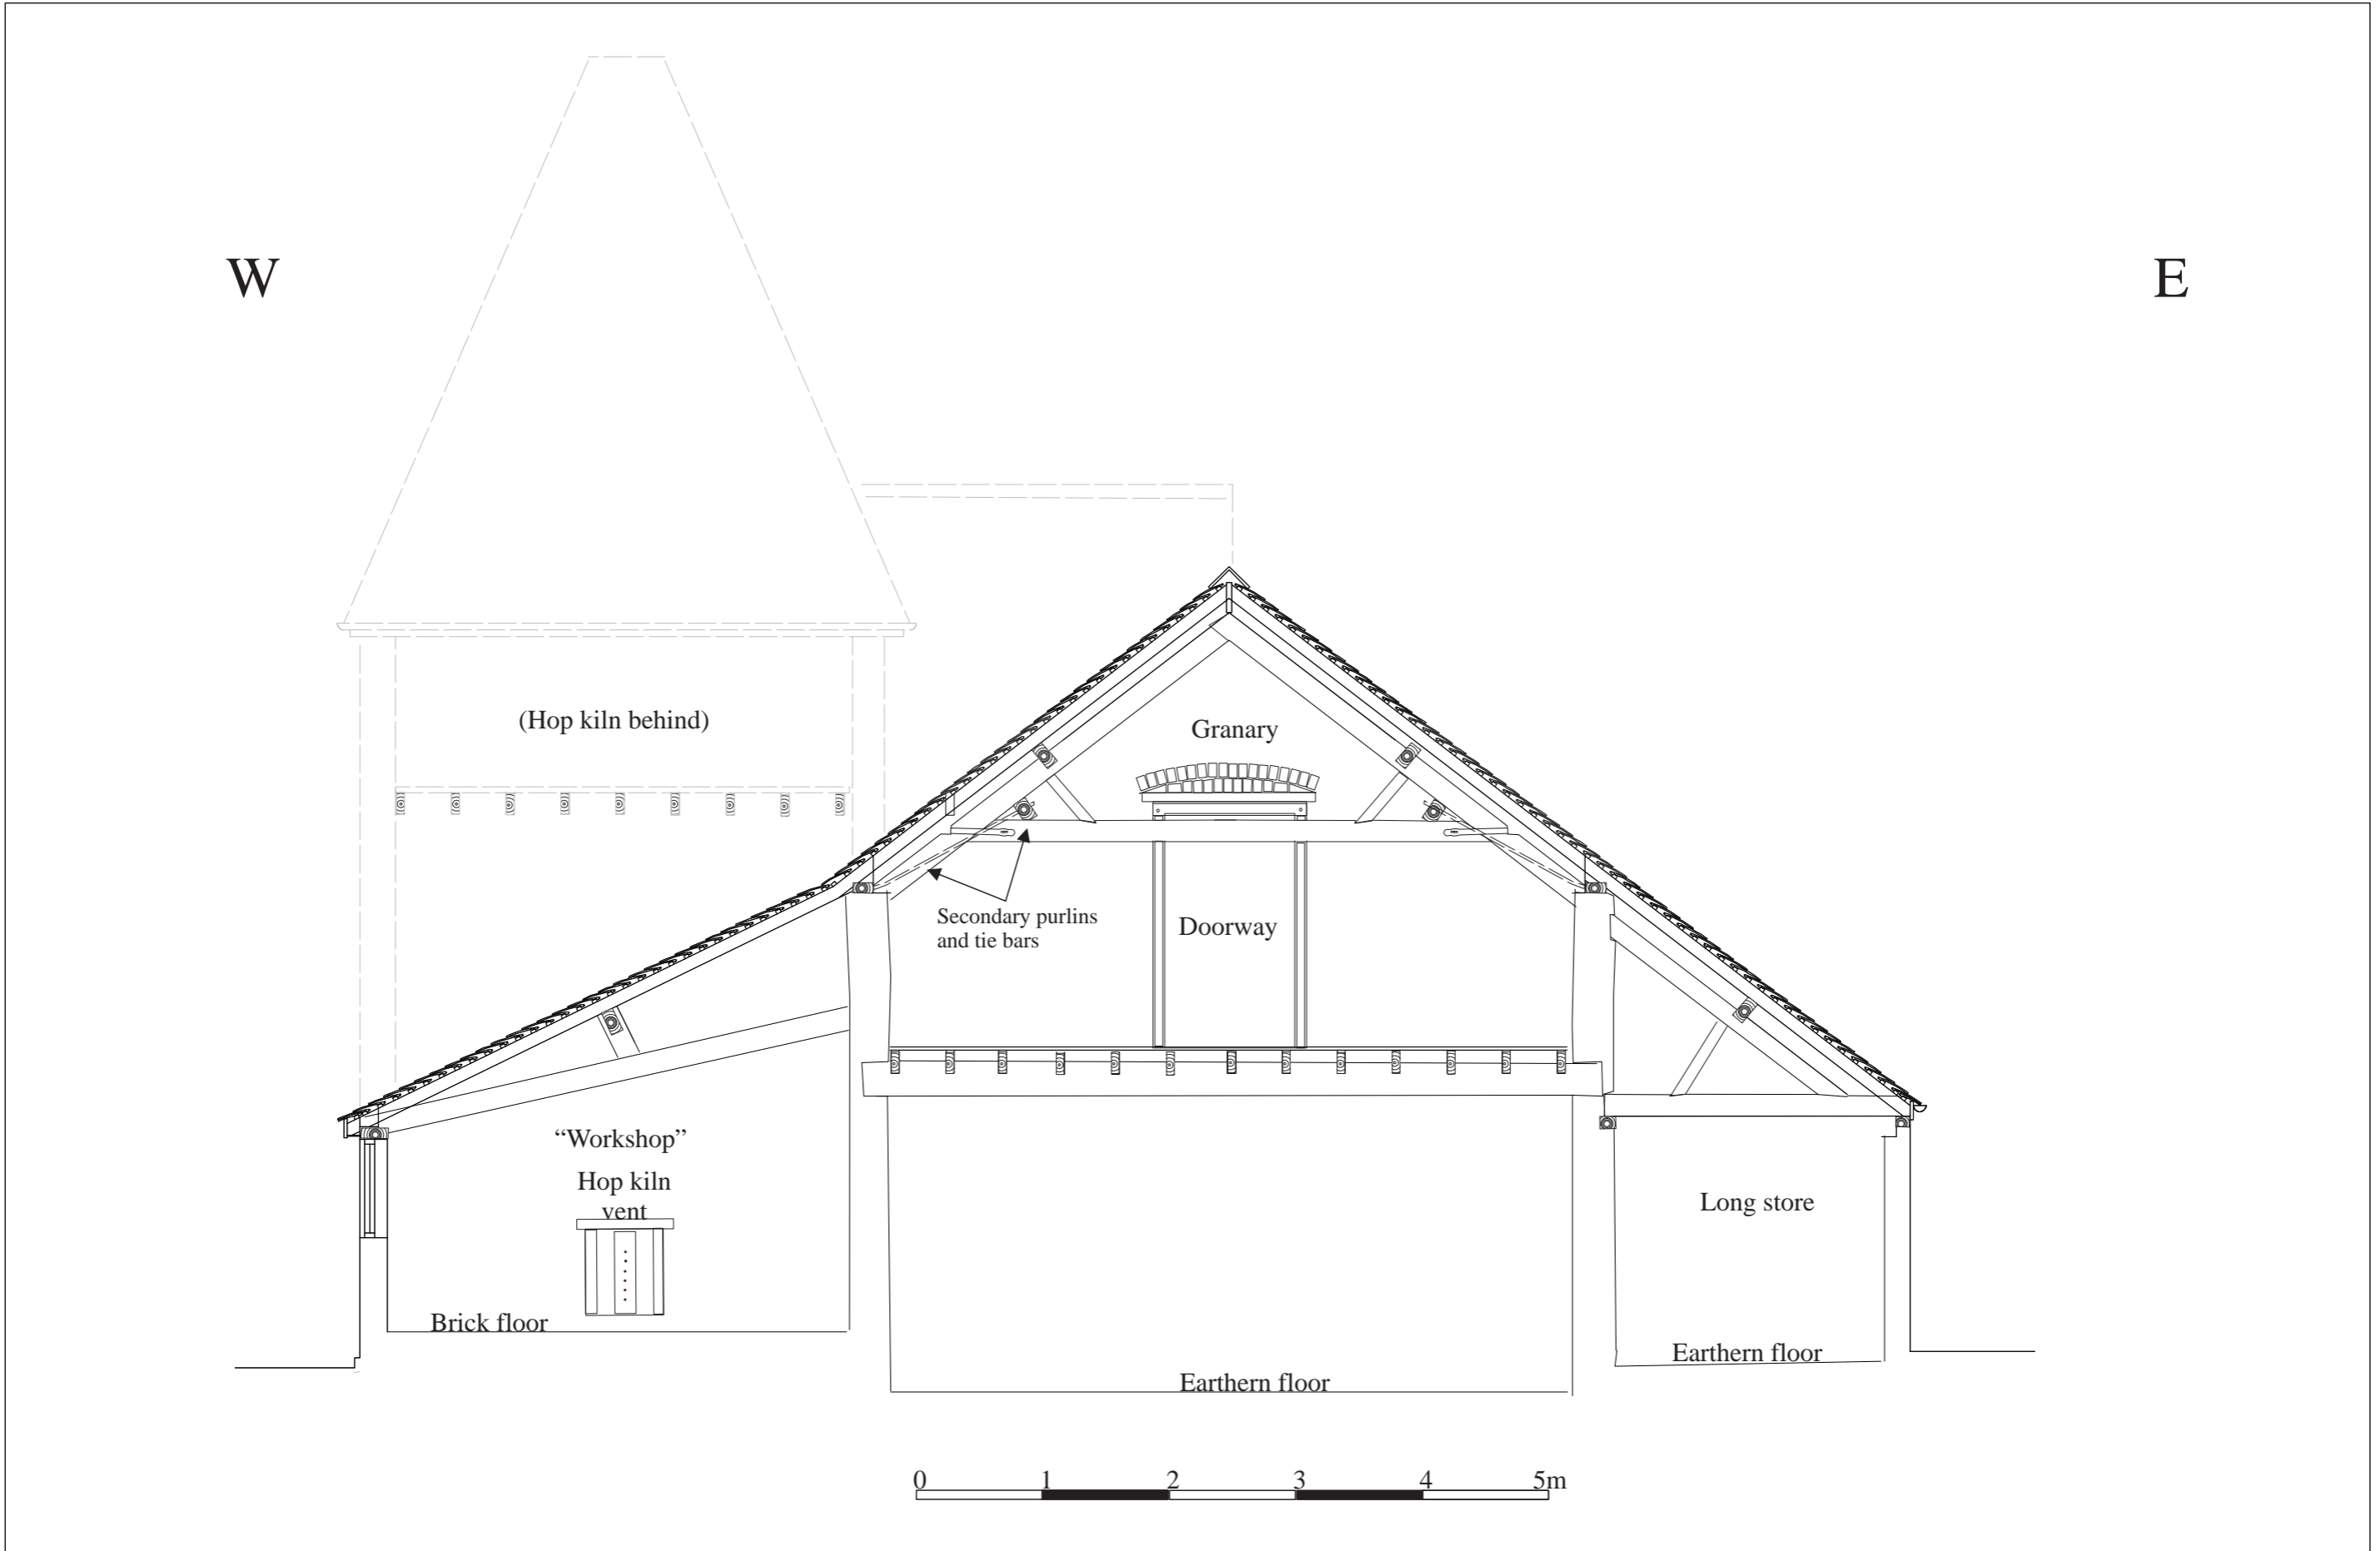 W
E
(Hop kiln behind)
Granary
Secondary purlins
and tie bars
Doorway
“Workshop”
Hop kiln
vent
Long store
Brick floor
Earthern floor
Earthern floor
0 1 2 3 4 5m